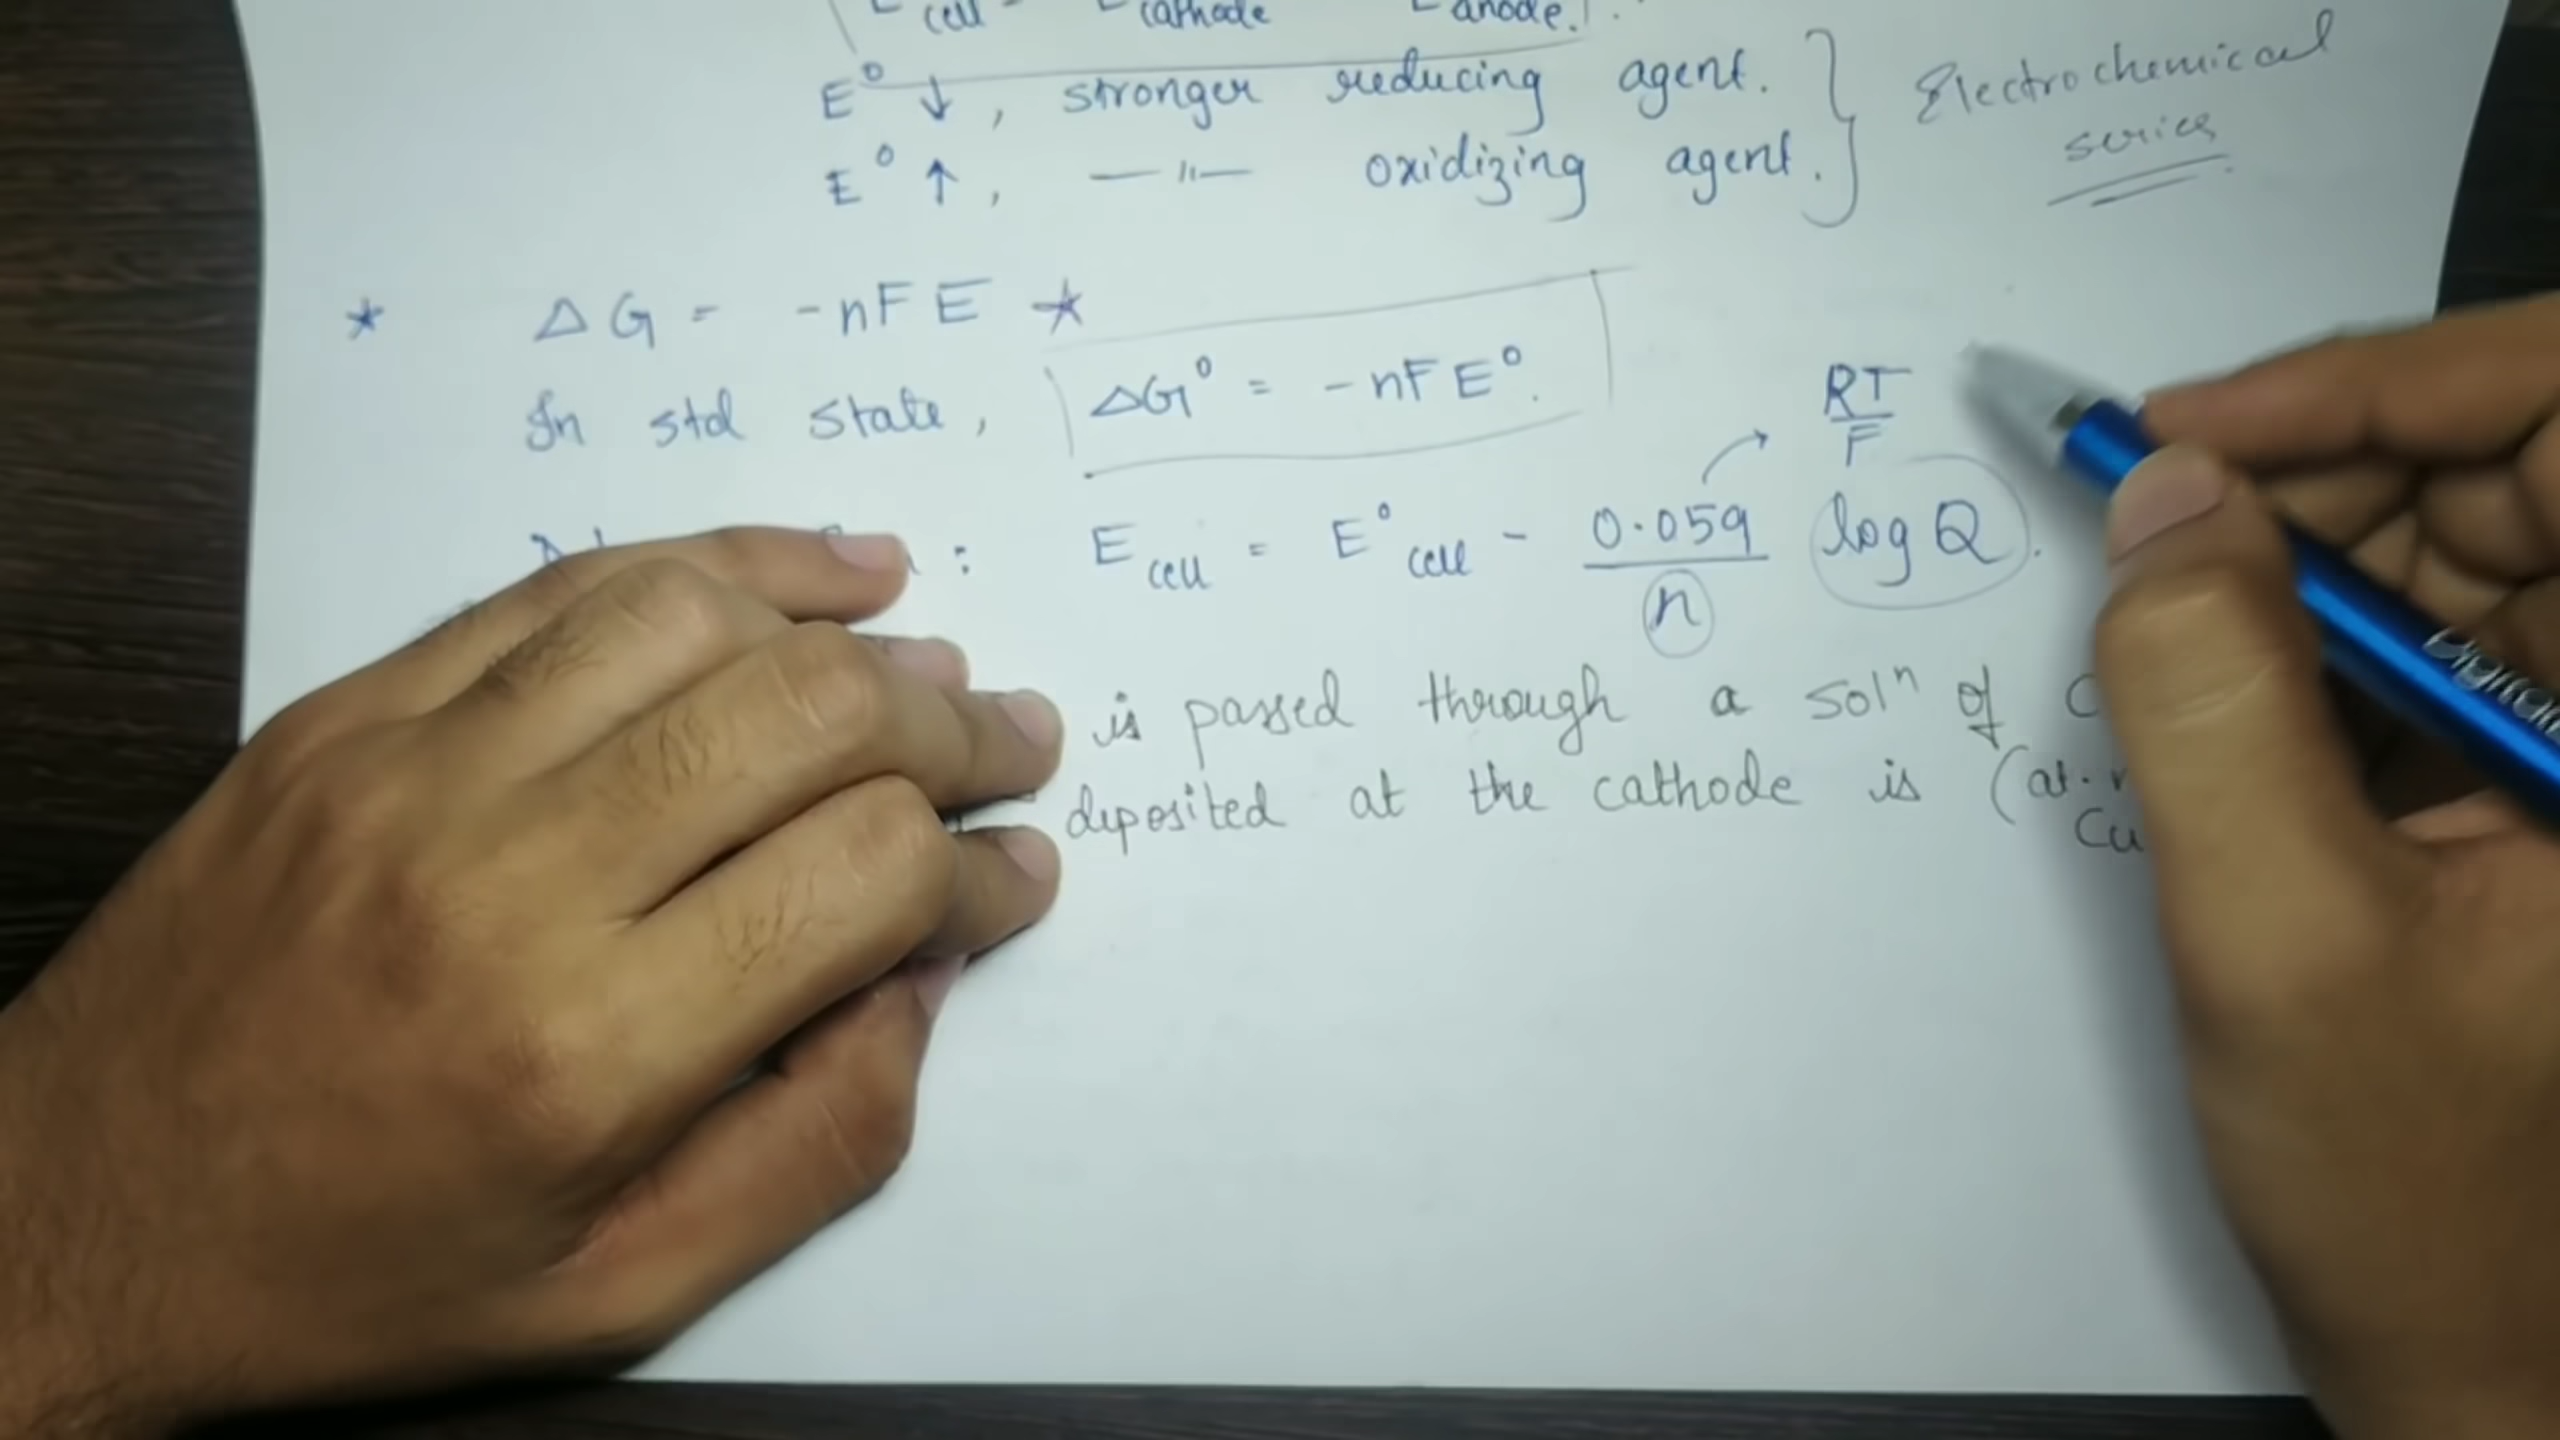 cell cathode anode.
E° ↓ , stronger reducing agent.
E° ↑ , —"— oxidizing agent.
Electrochemical series
* ΔG = -nFE ☆
In std state, ΔG° = -nFE°.
RT/F
: E cell = E° cell - 0.059/n log Q.
is passed through a solⁿ of
deposited at the cathode is (at.
Cu